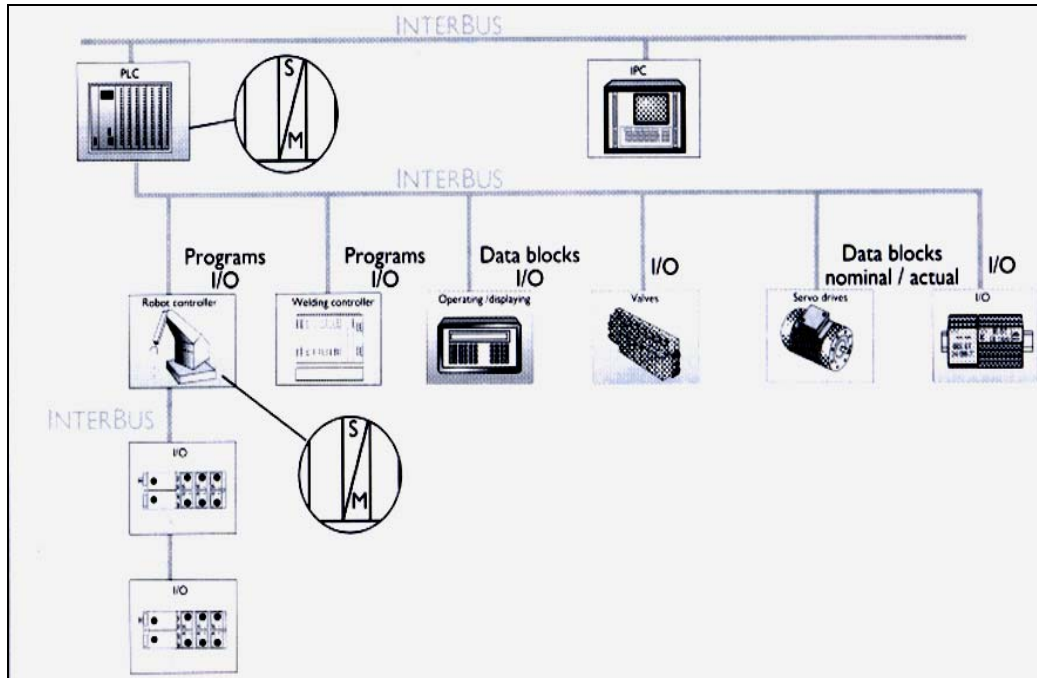 INTERBUS
PLC
IPC
S
M
INTERBUS
Programs
I/O
Programs
I/O
Data blocks
I/O
I/O
Data blocks
nominal / actual
I/O
Robot controller
Welding controller
Operating/displaying
Valves
Servo drives
I/O
INTERBUS
S
M
I/O
I/O